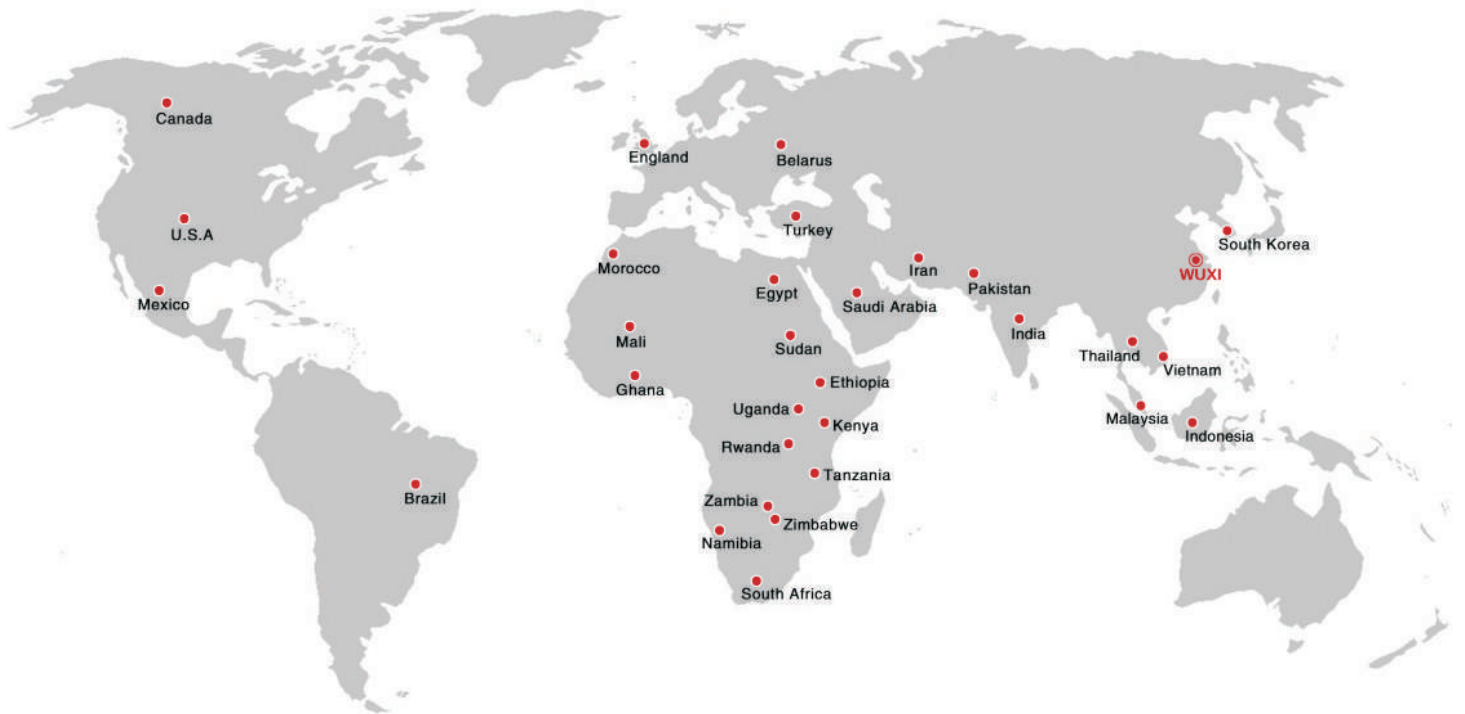 Canada
England
Belarus
U.S.A
Turkey
South Korea
Morocco
Iran
WUXI
Mexico
Egypt
Pakistan
Saudi Arabia
Mali
India
Sudan
Thailand
Vietnam
Ghana
Ethiopia
Uganda
Kenya
Malaysia
Indonesia
Rwanda
Tanzania
Brazil
Zambia
Zimbabwe
Namibia
South Africa